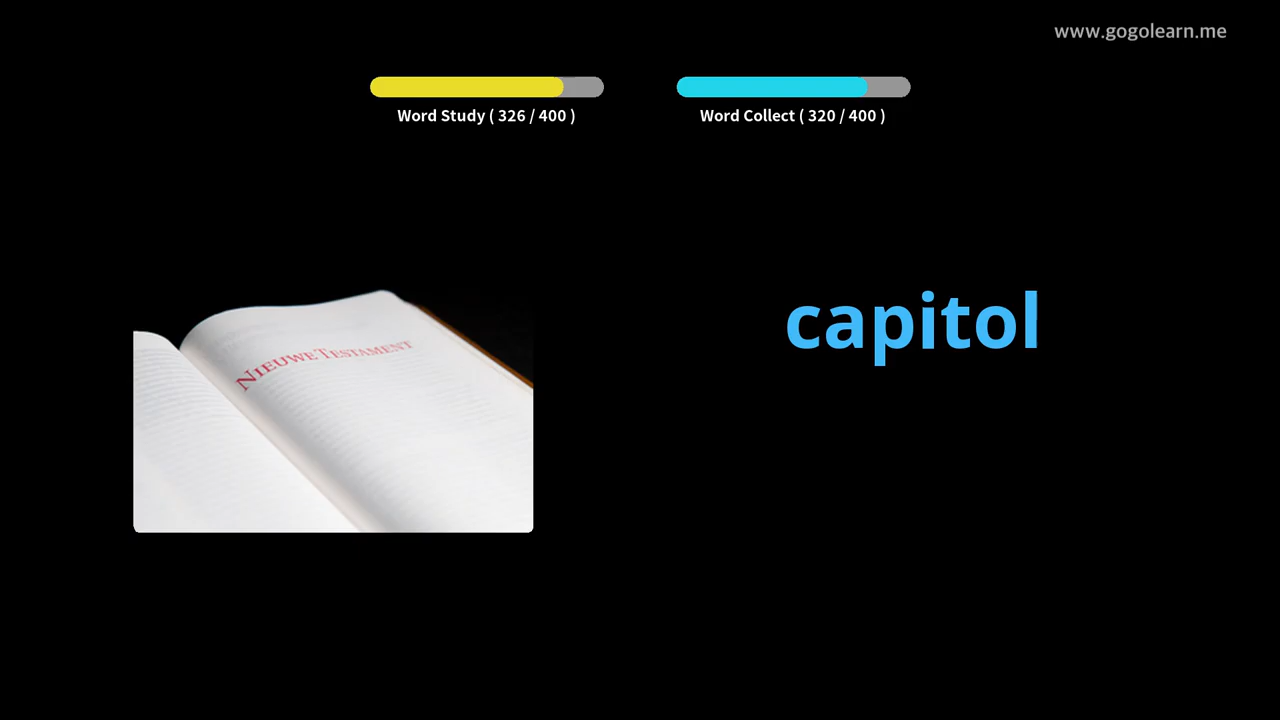 www.gogolearn.me
Word Study ( 326 / 400 )
Word Collect ( 320 / 400 )
NIEUWE TESTAMENT
capitol